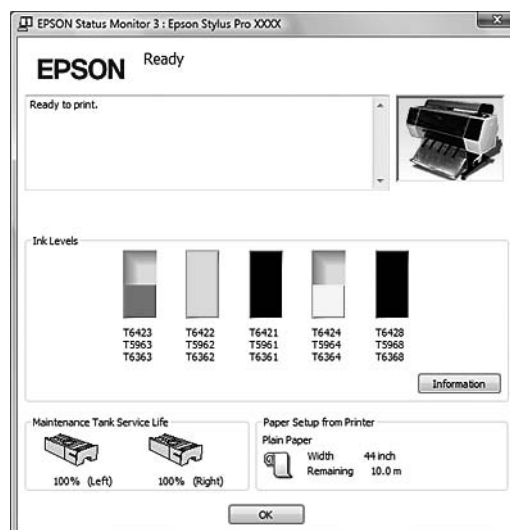 EPSON Status Monitor 3 : Epson Stylus Pro XXXX
EPSON
Ready
Ready to print.
Ink Levels
T6423 T6422 T6421 T6424 T6428
T5963 T5962 T5961 T5964 T5968
T6363 T6362 T6361 T6364 T6368
Information
Maintenance Tank Service Life
100% (Left) 100% (Right)
Paper Setup from Printer
Plain Paper
Width 44 inch
Remaining 10.0 m
OK